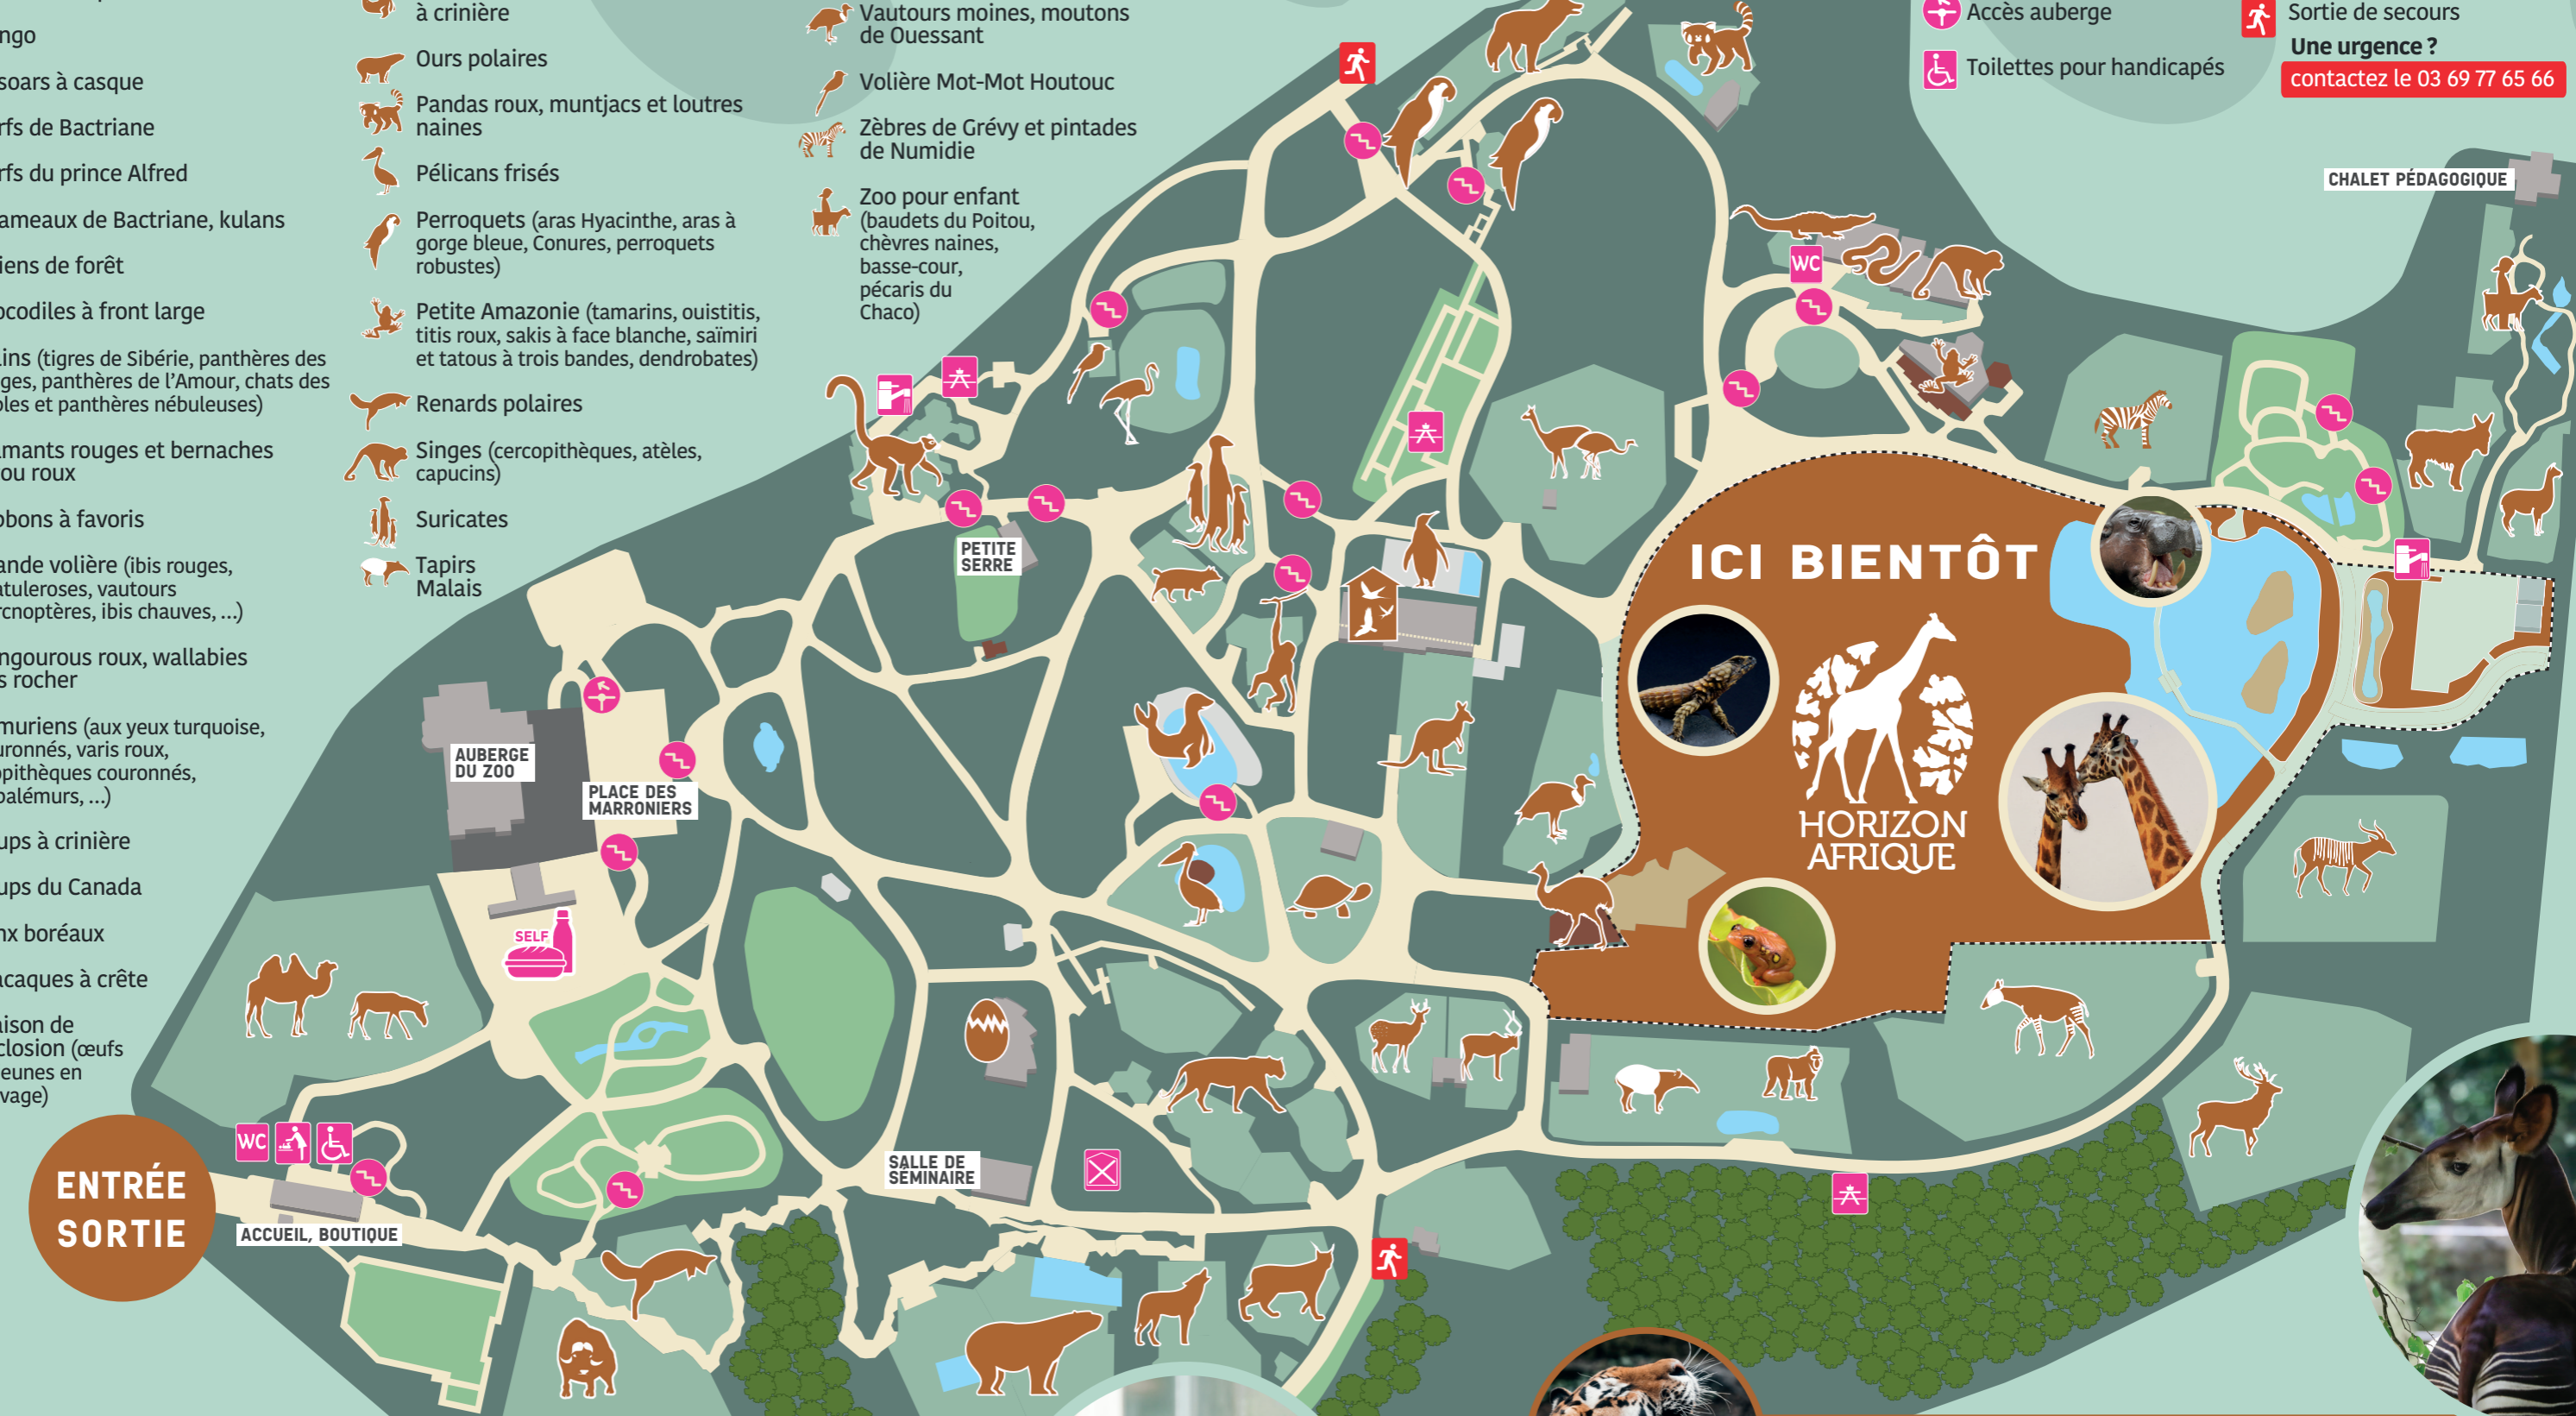 à crinière
Ours polaires
Pandas roux, muntjacs et loutres
naines
Pélicans frisés
Perroquets (aras Hyacinthe, aras à
gorge bleue, Conures, perroquets
robustes)
Petite Amazonie (tamarins, ouistitis,
titis roux, sakis à face blanche, saïmiri
et tatous à trois bandes, dendrobates)
Renards polaires
Singes (cercopithèques, atèles,
capucins)
Suricates
Tapirs
Malais
ngo
soars à casque
rfs de Bactriane
rfs du prince Alfred
ameaux de Bactriane, kulans
iens de forêt
ocodiles à front large
ins (tigres de Sibérie, panthères des
ges, panthères de l'Amour, chats des
bles et panthères nébuleuses)
mants rouges et bernaches
ou roux
bons à favoris
ande volière (ibis rouges,
atuleroses, vautours
rcnoptères, ibis chauves, ...)
ngourous roux, wallabies
s rocher
muriens (aux yeux turquoise,
uronnés, varis roux,
opithèques couronnés,
palémurs, ...)
ups à crinière
ups du Canada
nx boréaux
acaques à crête
aison de
closion (œufs
eunes en
vage)
Vautours moines, moutons
de Ouessant
Volière Mot-Mot Houtouc
Zèbres de Grévy et pintades
de Numidie
Zoo pour enfant
(baudets du Poitou,
chèvres naines,
basse-cour,
pécaris du
Chaco)
Accès auberge
Toilettes pour handicapés
Sortie de secours
Une urgence ?
contactez le 03 69 77 65 66
CHALET PÉDAGOGIQUE
WC
PETITE
SERRE
ICI BIENTÔT
HORIZON
AFRIQUE
AUBERGE
DU ZOO
PLACE DES
MARRONIERS
SELF
WC
ENTRÉE
SORTIE
ACCUEIL, BOUTIQUE
SALLE DE
SÉMINAIRE